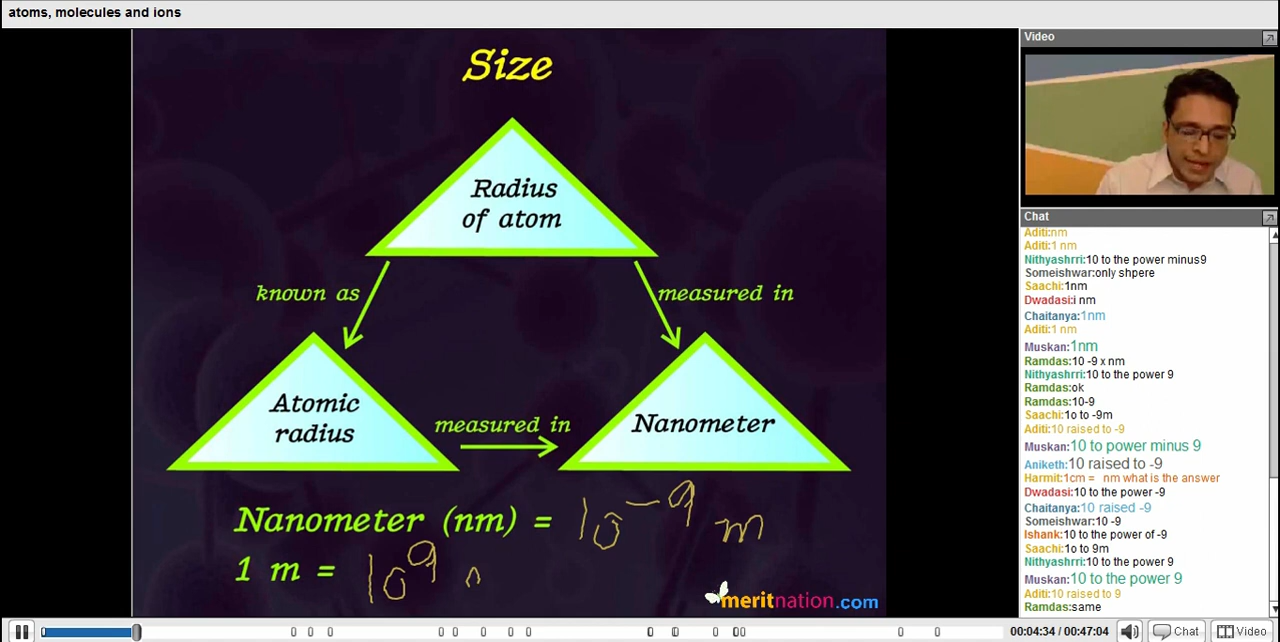 atoms, molecules and ions
Size
Radius
of atom
known as
measured in
Atomic
radius
measured in
Nanometer
Nanometer (nm) = 10⁻⁹ m
1 m = 10⁹
meritnation.com
Video
Chat
Aditi:nm
Aditi:1 nm
Nithyashrri:10 to the power minus9
Someishwar:only shpere
Saachi:1nm
Dwadasi:i nm
Chaitanya:1nm
Aditi:1 nm
Muskan:1nm
Ramdas:10 -9 x nm
Nithyashrri:10 to the power 9
Ramdas:ok
Ramdas:10-9
Saachi:1o to -9m
Aditi:10 raised to -9
Muskan:10 to power minus 9
Aniketh:10 raised to -9
Harmit:1cm = nm what is the answer
Dwadasi:10 to the power -9
Chaitanya:10 raised -9
Someishwar:10 -9
Ishank:10 to the power of -9
Saachi:1o to 9m
Nithyashrri:10 to the power 9
Muskan:10 to the power 9
Aditi:10 raised to 9
Ramdas:same
00:04:34 / 00:47:04
Chat
Video